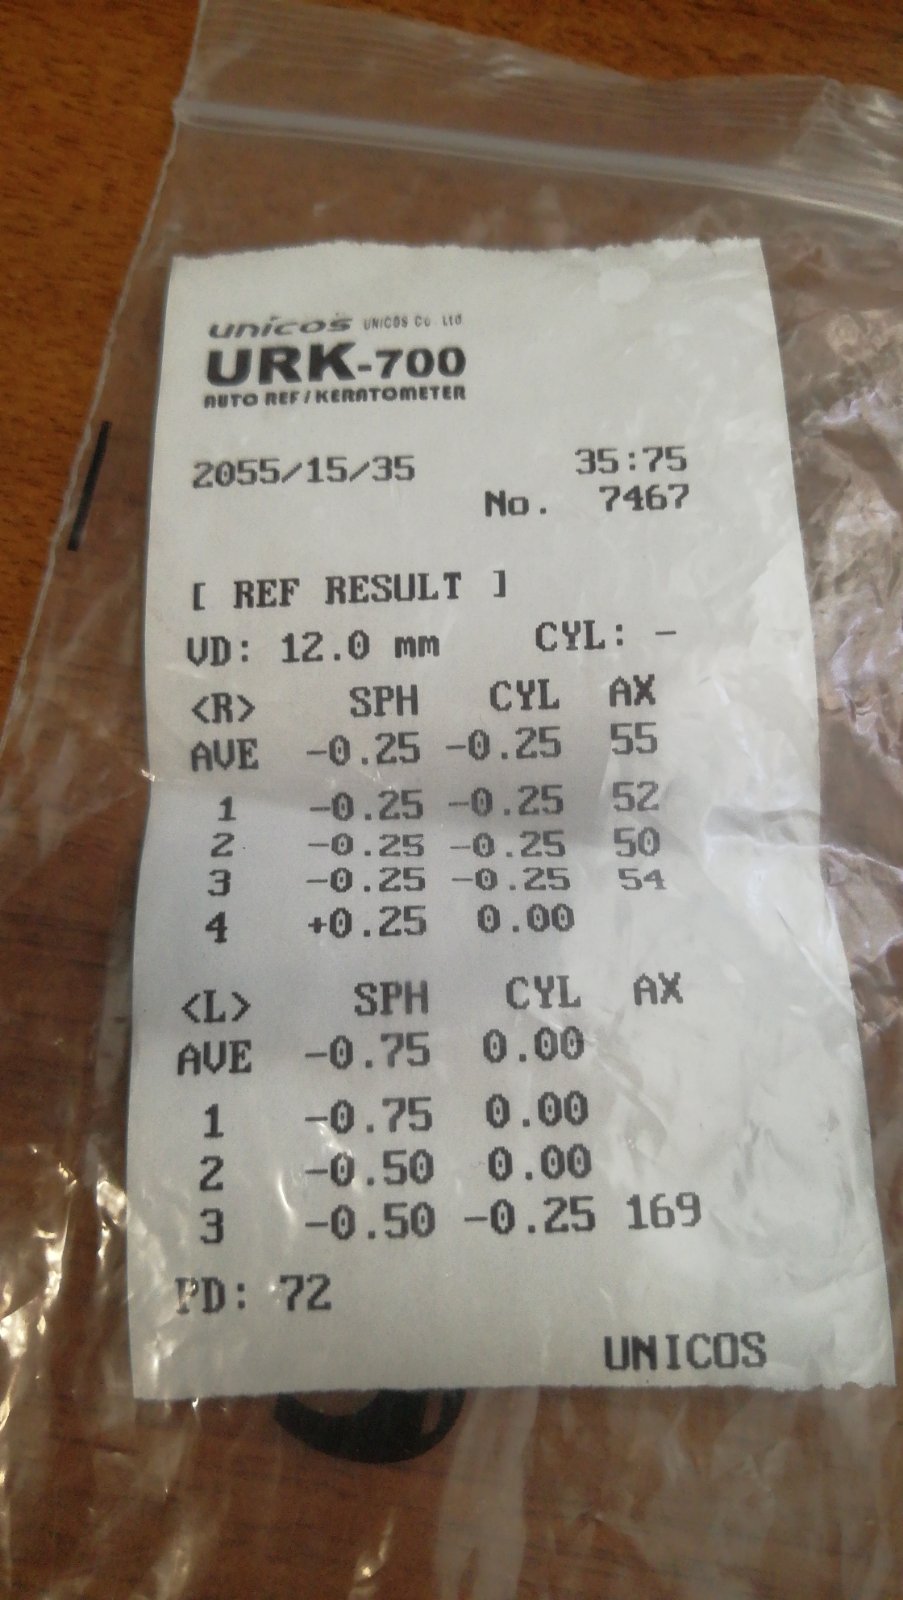 unicos UNICOS Co. Ltd
URK-700
AUTO REF/KERATOMETER
2055/15/35 35:75
No. 7467
[ REF RESULT ]
VD: 12.0 mm CYL: -
<R> SPH CYL AX
AVE -0.25 -0.25 55
1 -0.25 -0.25 52
2 -0.25 -0.25 50
3 -0.25 -0.25 54
4 +0.25 0.00
<L> SPH CYL AX
AVE -0.75 0.00
1 -0.75 0.00
2 -0.50 0.00
3 -0.50 -0.25 169
PD: 72
UNICOS